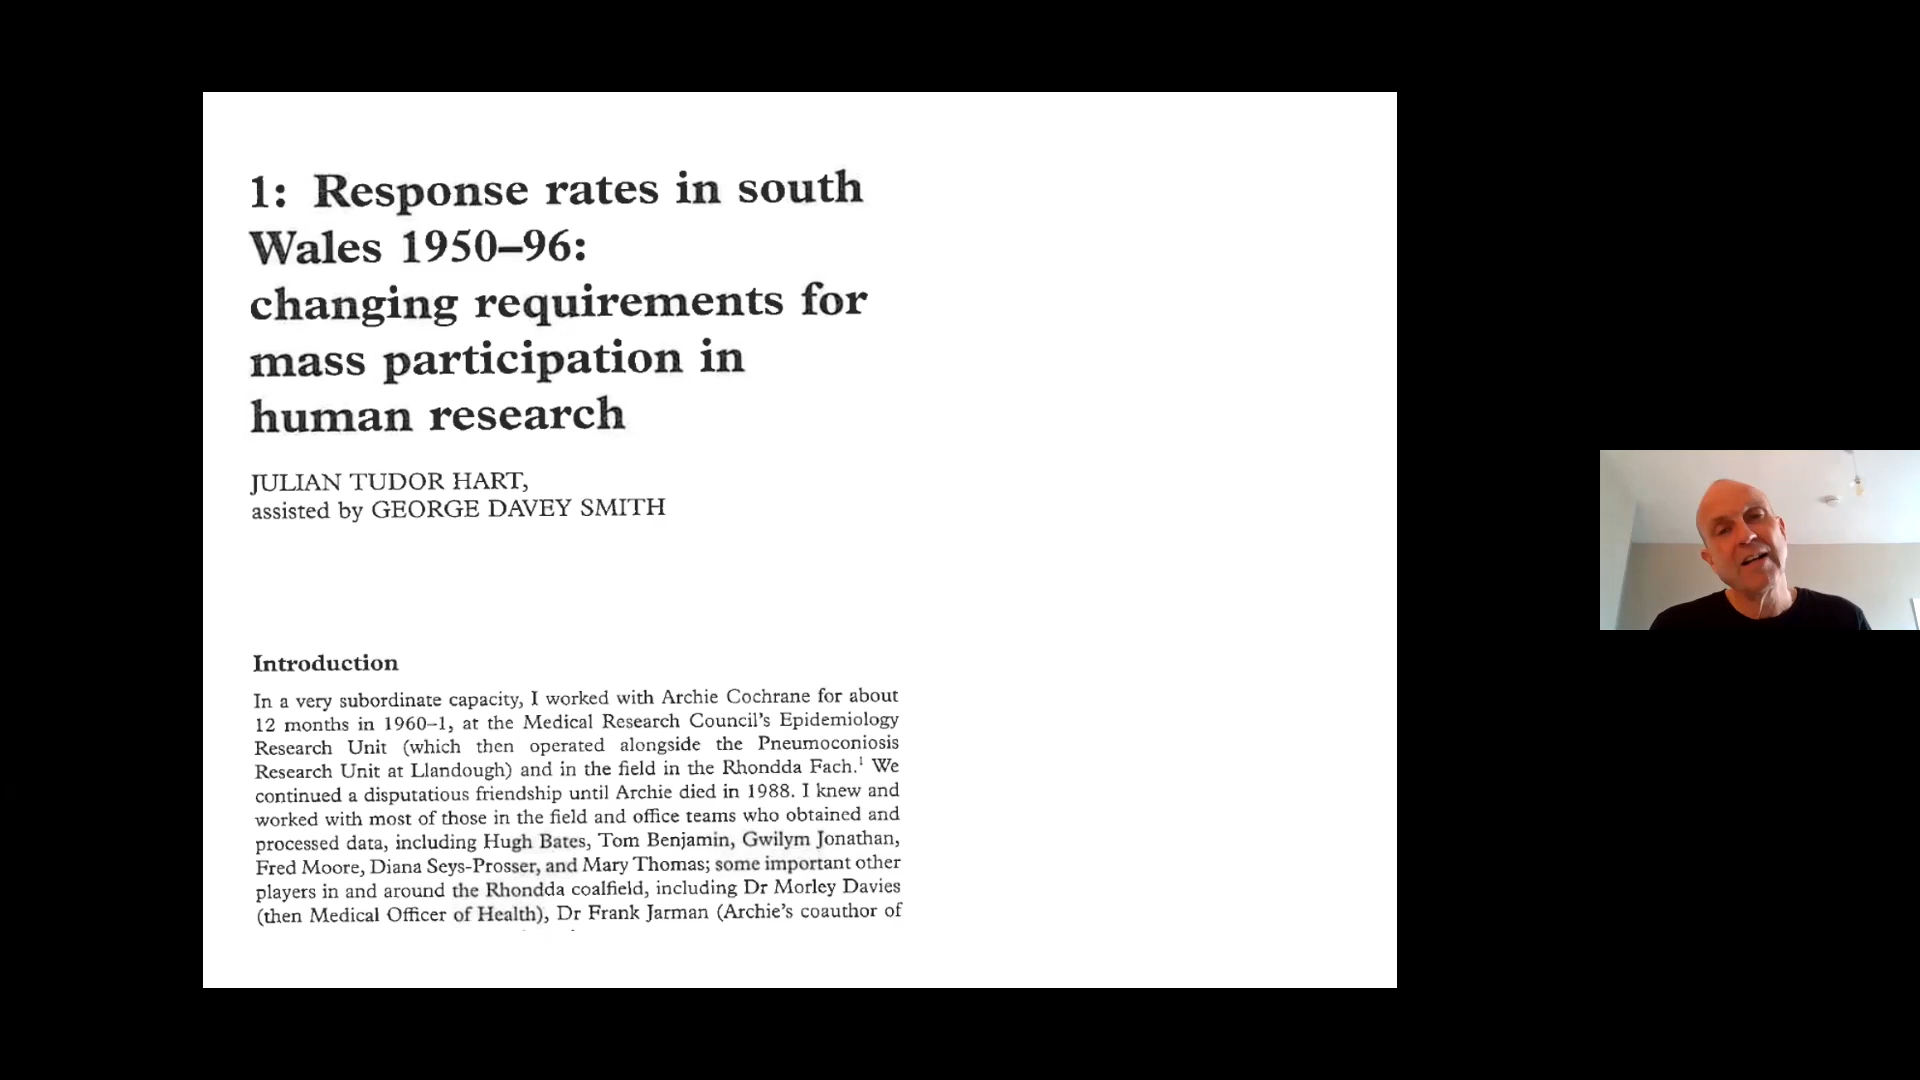 1: Response rates in south
Wales 1950–96:
changing requirements for
mass participation in
human research
JULIAN TUDOR HART,
assisted by GEORGE DAVEY SMITH
Introduction
In a very subordinate capacity, I worked with Archie Cochrane for about
12 months in 1960–1, at the Medical Research Council's Epidemiology
Research Unit (which then operated alongside the Pneumoconiosis
Research Unit at Llandough) and in the field in the Rhondda Fach.¹ We
continued a disputatious friendship until Archie died in 1988. I knew and
worked with most of those in the field and office teams who obtained and
processed data, including Hugh Bates, Tom Benjamin, Gwilym Jonathan,
Fred Moore, Diana Seys-Prosser, and Mary Thomas; some important other
players in and around the Rhondda coalfield, including Dr Morley Davies
(then Medical Officer of Health), Dr Frank Jarman (Archie's coauthor of